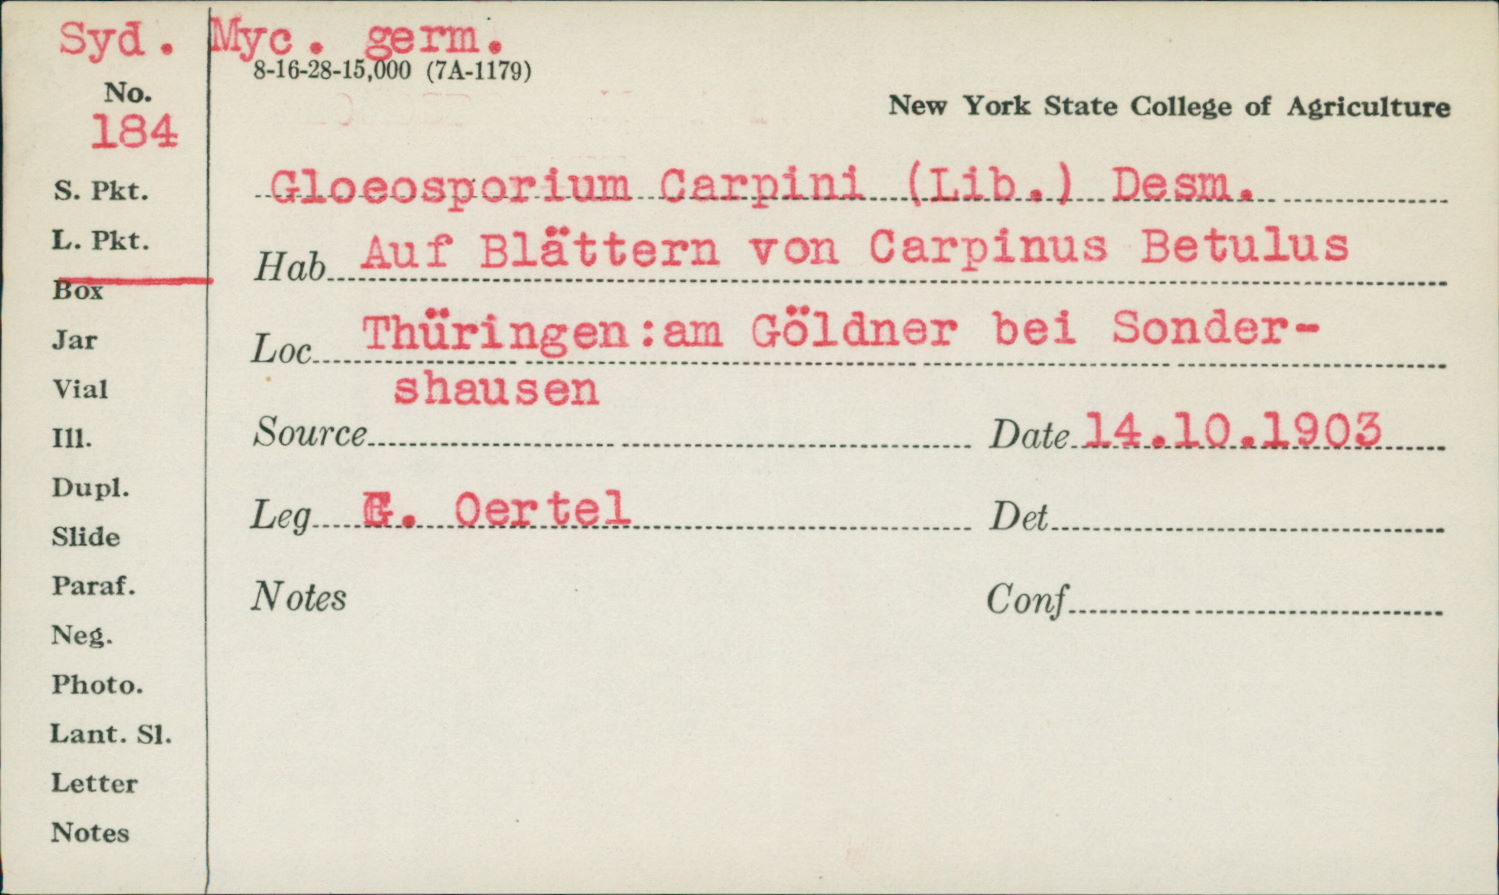 Syd. Myc. germ.
8-16-28-15,000 (7A-1179)
No.
184
New York State College of Agriculture
S. Pkt.
Gloeosporium Carpini (Lib.) Desm.
L. Pkt.
Hab Auf Blättern von Carpinus Betulus
Box
Jar
Loc Thüringen:am Göldner bei Sonder-
shausen
Vial
Ill.
Source
Date 14.10.1903
Dupl.
Leg G. Oertel
Det
Slide
Paraf.
Notes
Conf
Neg.
Photo.
Lant. Sl.
Letter
Notes